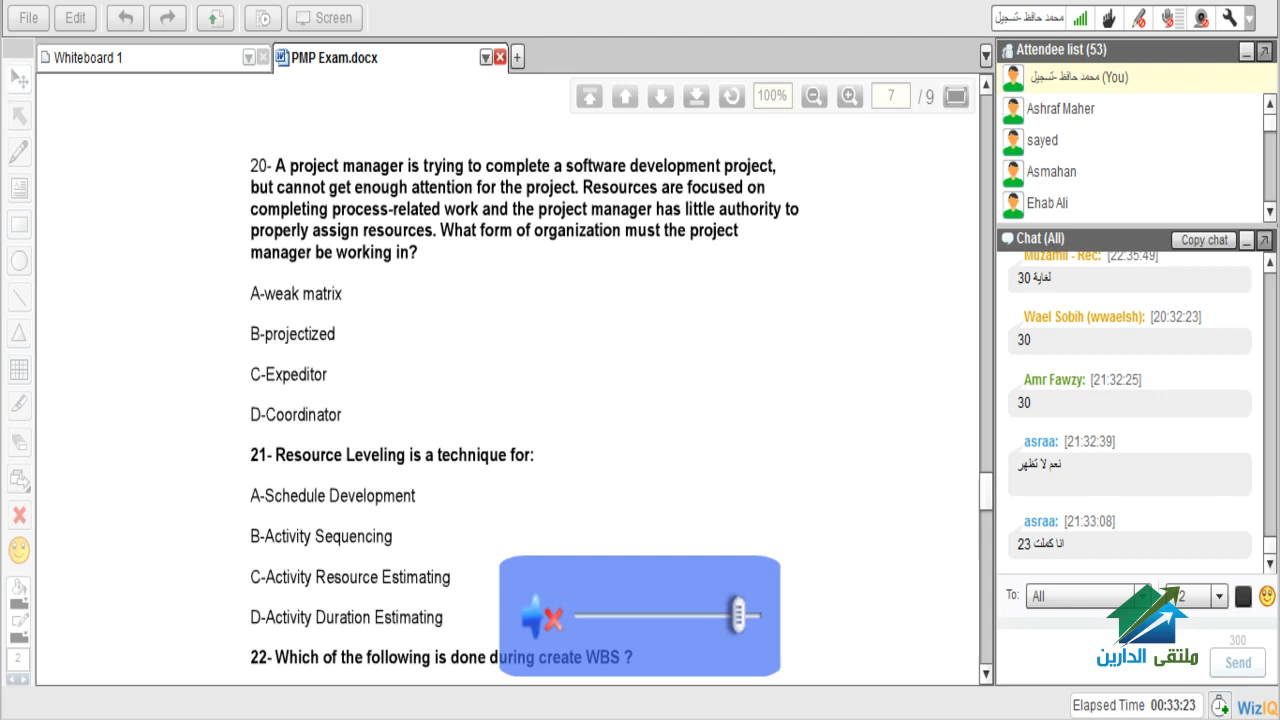 File
Edit
Screen
محمد حافظ -تسجيل
Whiteboard 1
PMP Exam.docx
100%
7 / 9
20- A project manager is trying to complete a software development project,
but cannot get enough attention for the project. Resources are focused on
completing process-related work and the project manager has little authority to
properly assign resources. What form of organization must the project
manager be working in?
A-weak matrix
B-projectized
C-Expeditor
D-Coordinator
21- Resource Leveling is a technique for:
A-Schedule Development
B-Activity Sequencing
C-Activity Resource Estimating
D-Activity Duration Estimating
22- Which of the following is done during create WBS ?
2
Attendee list (53)
محمد حافظ -تسجيل (You)
Ashraf Maher
sayed
Asmahan
Ehab Ali
Chat (All)
Copy chat
Muzamil - Rec: [22:35:49]
لغاية 30
Wael Sobih (wwaelsh): [20:32:23]
30
Amr Fawzy: [21:32:25]
30
asraa: [21:32:39]
نعم لا تظهر
asraa: [21:33:08]
انا كملت 23
To: All
2
ملتقى الدارين
300
Send
Elapsed Time 00:33:23
WizIQ